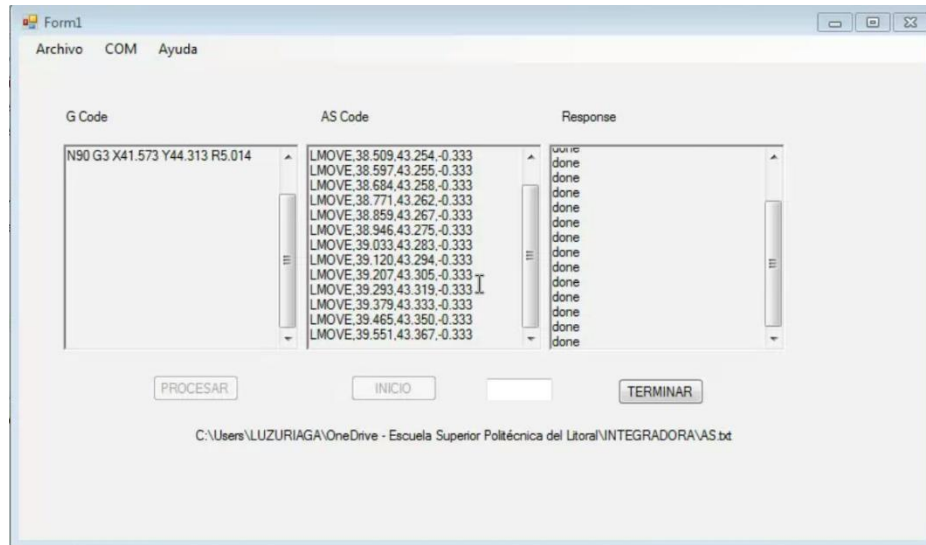 Form1
Archivo COM Ayuda
G Code AS Code Response
N90 G3 X41.573 Y44.313 R5.014
LMOVE,38.509,43.254,-0.333
LMOVE,38.597,43.255,-0.333
LMOVE,38.684,43.258,-0.333
LMOVE,38.771,43.262,-0.333
LMOVE,38.859,43.267,-0.333
LMOVE,38.946,43.275,-0.333
LMOVE,39.033,43.283,-0.333
LMOVE,39.120,43.294,-0.333
LMOVE,39.207,43.305,-0.333
LMOVE,39.293,43.319,-0.333
LMOVE,39.379,43.333,-0.333
LMOVE,39.465,43.350,-0.333
LMOVE,39.551,43.367,-0.333
done
done
done
done
done
done
done
done
done
done
done
done
done
done
PROCESAR INICIO TERMINAR
C:\Users\LUZURIAGA\OneDrive - Escuela Superior Politécnica del Litoral\INTEGRADORA\AS.txt